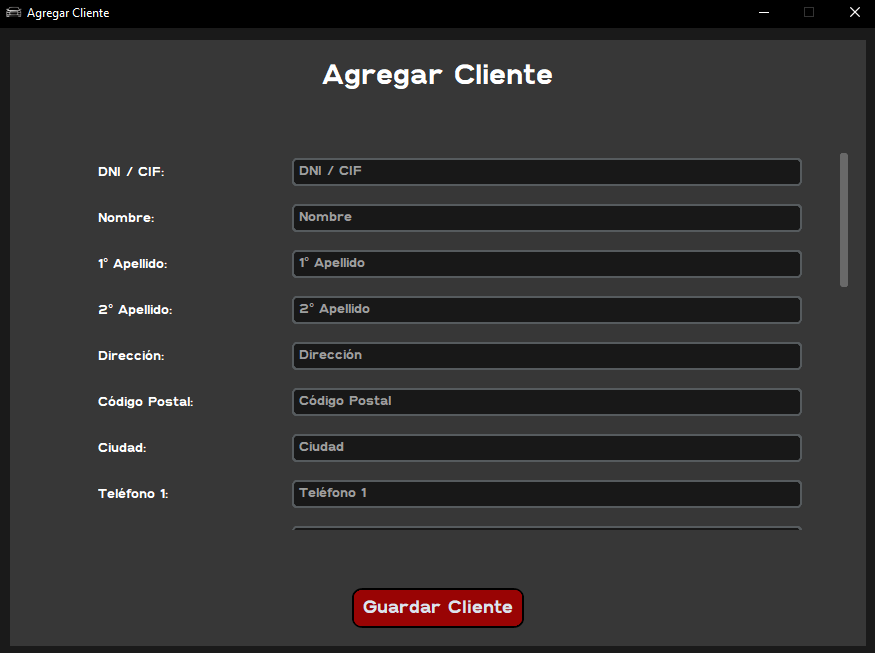 Agregar Cliente
Agregar Cliente
DNI / CIF: DNI / CIF
Nombre: Nombre
1° Apellido: 1° Apellido
2° Apellido: 2° Apellido
Dirección: Dirección
Código Postal: Código Postal
Ciudad: Ciudad
Teléfono 1: Teléfono 1
Guardar Cliente